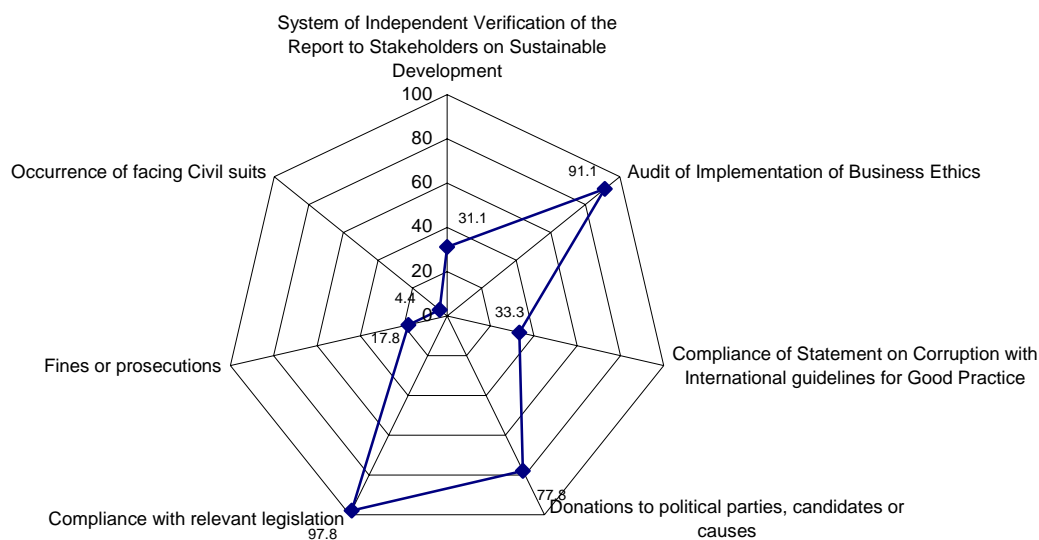 System of Independent Verification of the
Report to Stakeholders on Sustainable
Development
100
80
60
40
20
0
Occurrence of facing Civil suits
91.1
Audit of Implementation of Business Ethics
31.1
4.4
33.3
17.8
Fines or prosecutions
Compliance of Statement on Corruption with
International guidelines for Good Practice
77.8
Donations to political parties, candidates or
causes
Compliance with relevant legislation
97.8